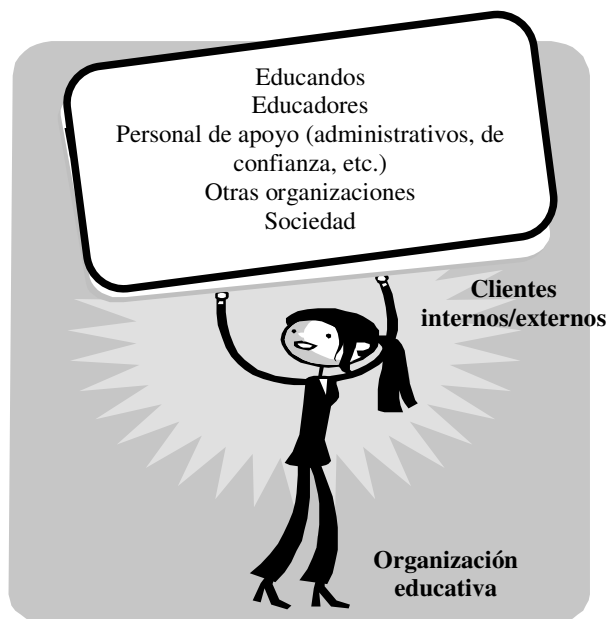 Educandos
Educadores
Personal de apoyo (administrativos, de
confianza, etc.)
Otras organizaciones
Sociedad
Clientes
internos/externos
Organización
educativa